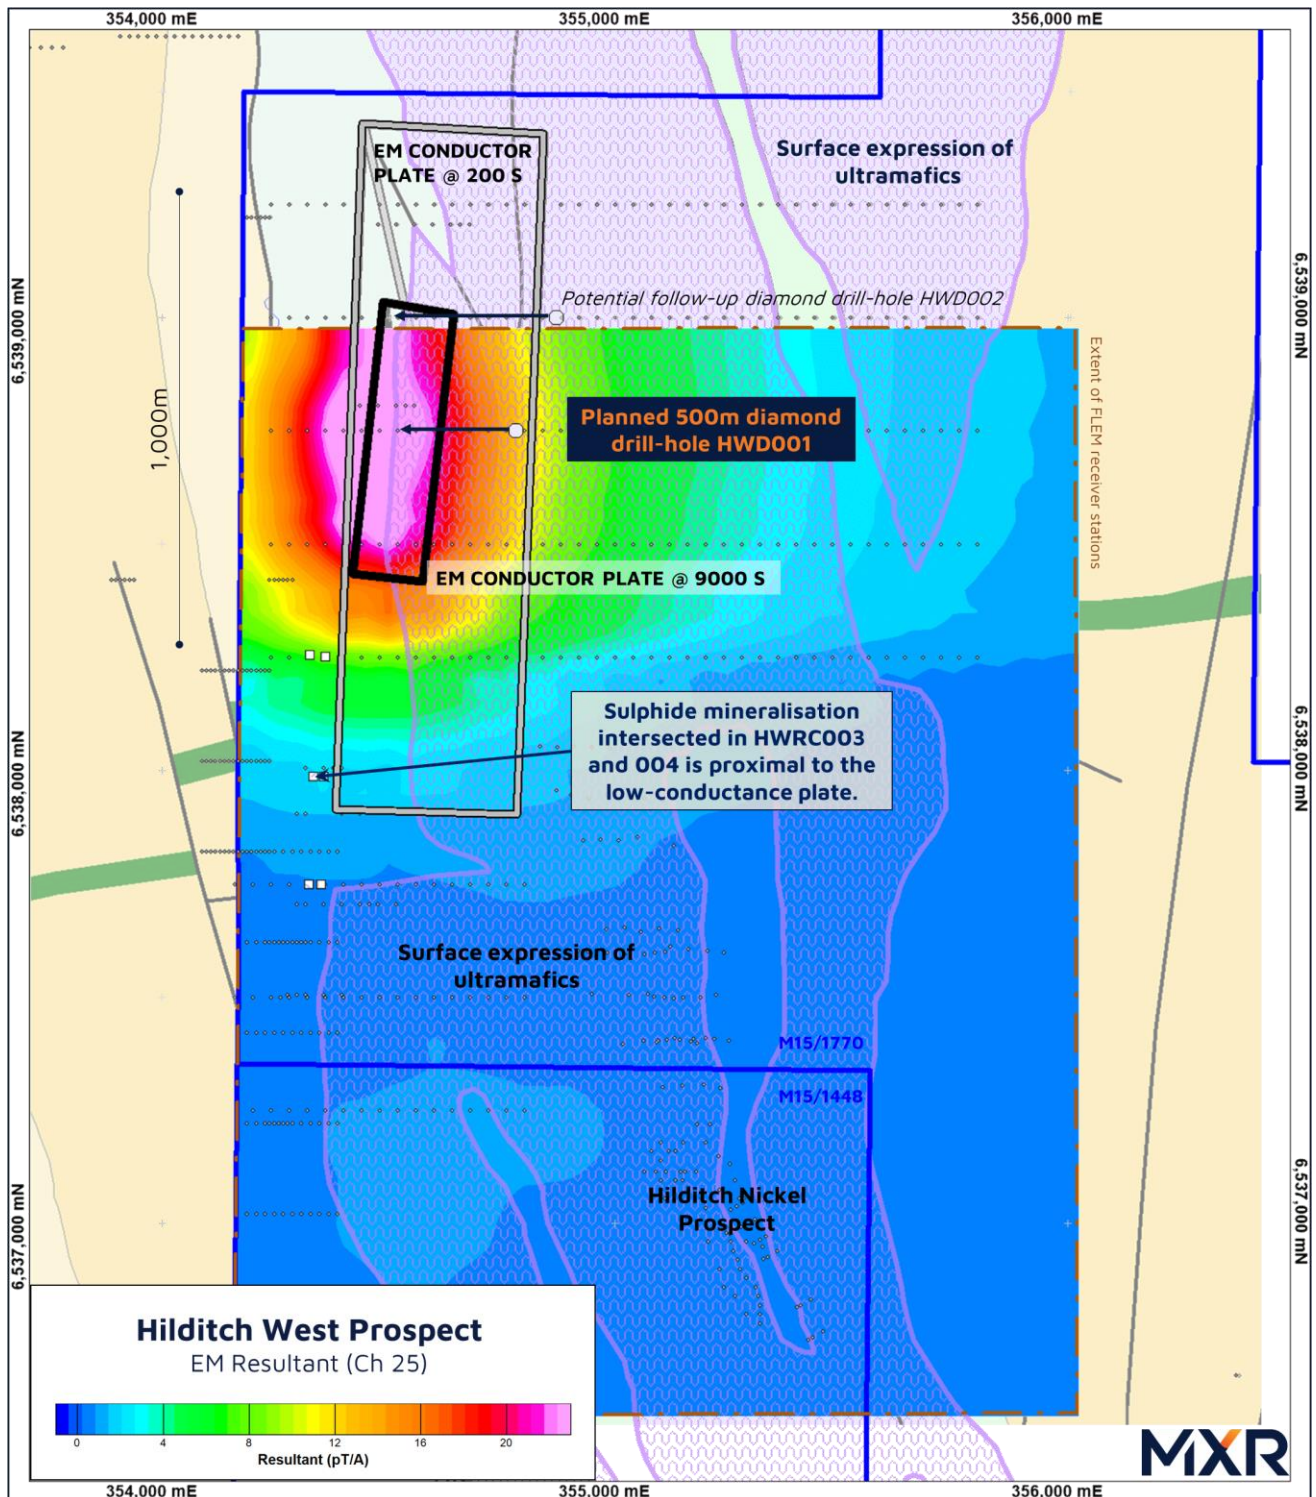 354,000 mE
355,000 mE
356,000 mE
EM CONDUCTOR
PLATE @ 200 S
Surface expression of
ultramafics
6,539,000 mN
6,539,000 mN
Potential follow-up diamond drill-hole HWD002
1,000m
Planned 500m diamond
drill-hole HWD001
Extent of FLEM receiver stations
EM CONDUCTOR PLATE @ 9000 S
Sulphide mineralisation
intersected in HWRC003
and 004 is proximal to the
low-conductance plate.
6,538,000 mN
6,538,000 mN
Surface expression of
ultramafics
M15/1770
M15/1448
Hilditch Nickel
Prospect
6,537,000 mN
6,537,000 mN
Hilditch West Prospect
EM Resultant (Ch 25)
0
4
8
12
16
20
Resultant (pT/A)
MXR
354,000 mE
355,000 mE
356,000 mE